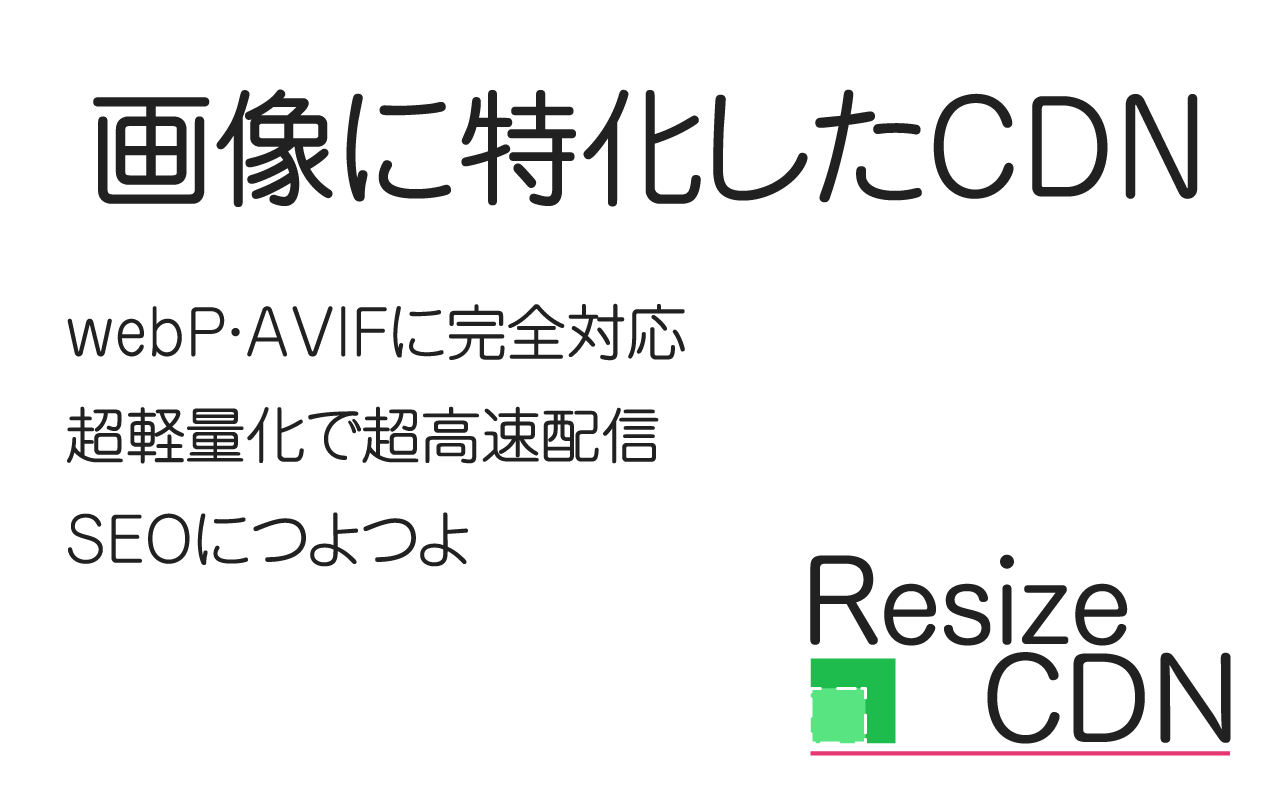 画像に特化したCDN
webP・AVIFに完全対応
超軽量化で超高速配信
SEOにつよつよ
Resize
CDN